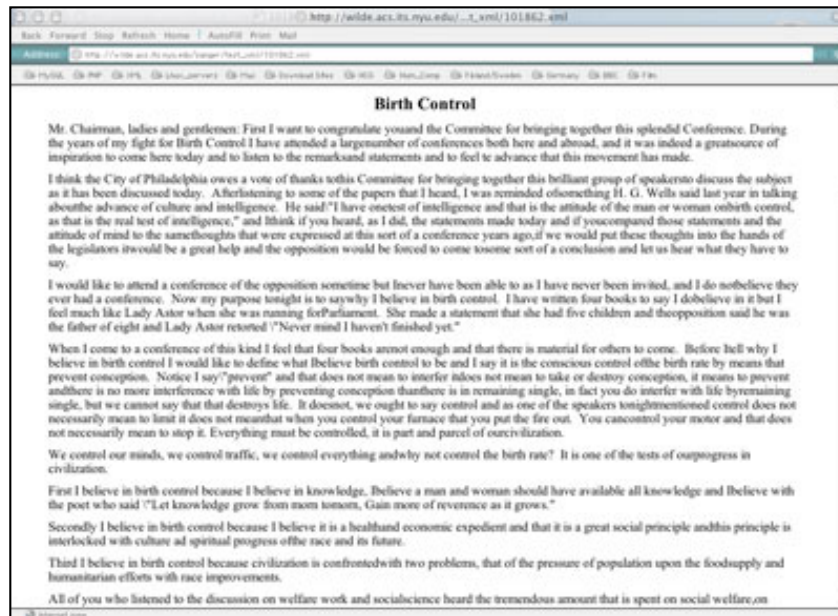 http://wilde.acs.its.nyu.edu/..t_xml/101862.xml
Back Forward Stop Refresh Home AutoFill Print Mail
Address
Birth Control
Mr. Chairman, ladies and gentlemen: First I want to congratulate youand the Committee for bringing together this splendid Conference. During
the years of my fight for Birth Control I have attended a largenumber of conferences both here and abroad, and it was indeed a greatsource of
inspiration to come here today and to listen to the remarksand statements and to feel te advance that this movement has made.
I think the City of Philadelphia owes a vote of thanks tothis Committee for bringing together this brilliant group of speakersto discuss the subject
as it has been discussed today. Afterlistening to some of the papers that I heard, I was reminded ofsomething H. G. Wells said last year in talking
aboutthe advance of culture and intelligence. He said\"I have onetest of intelligence and that is the attitude of the man or woman onbirth control,
as that is the real test of intelligence," and Ithink if you heard, as I did, the statements made today and if youcompared those statements and the
attitude of mind to the samethoughts that were expressed at this sort of a conference years ago,if we would put these thoughts into the hands of
the legislators itwould be a great help and the opposition would be forced to come tosome sort of a conclusion and let us hear what they have to
say.
I would like to attend a conference of the opposition sometime but Inever have been able to as I have never been invited, and I do notbelieve they
ever had a conference. Now my purpose tonight is to saywhy I believe in birth control. I have written four books to say I dobelieve in it but I
feel much like Lady Astor when she was running forParliament. She made a statement that she had five children and theopposition said he was
the father of eight and Lady Astor retorted \"Never mind I haven't finished yet."
When I come to a conference of this kind I feel that four books arenot enough and that there is material for others to come. Before Itell why I
believe in birth control I would like to define what Ibelieve birth control to be and I say it is the conscious control ofthe birth rate by means that
prevent conception. Notice I say\"prevent" and that does not mean to interfer itdoes not mean to take or destroy conception, it means to prevent
andthere is no more interference with life by preventing conception thanthere is in remaining single, in fact you do interfer with life byremaining
single, but we cannot say that that destroys life. It doesnot, we ought to say control and as one of the speakers tonightmentioned control does not
necessarily mean to limit it does not meanthat when you control your furnace that you put the fire out. You cancontrol your motor and that does
not necessarily mean to stop it. Everything must be controlled, it is part and parcel of ourcivilization.
We control our minds, we control traffic, we control everything andwhy not control the birth rate? It is one of the tests of ourprogress in
civilization.
First I believe in birth control because I believe in knowledge, Ibelieve a man and woman should have available all knowledge and Ibelieve with
the poet who said \"Let knowledge grow from mom tomom, Gain more of reverence as it grows."
Secondly I believe in birth control because I believe it is a healthand economic expedient and that it is a great social principle andthis principle is
interlocked with culture ad spiritual progress ofthe race and its future.
Third I believe in birth control because civilization is confrontedwith two problems, that of the pressure of population upon the foodsupply and
humanitarian efforts with race improvements.
All of you who listened to the discussion on welfare work and socialscience heard the tremendous amount that is spent on social welfare,on